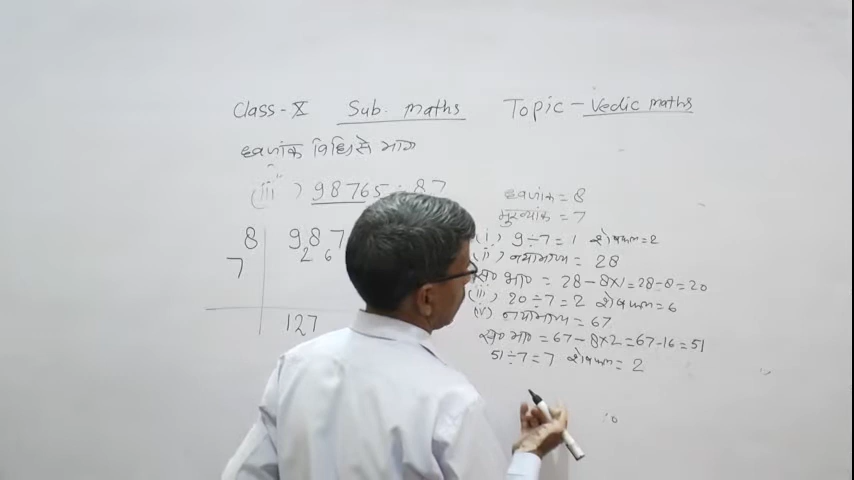 Class-X Sub. Maths Topic - Vedic Maths
ध्वजांक विधि से भाग
(iii) 98765 ÷ 87
ध्वजांक = 8
मुख्यांक = 7
8 9 8 7
2 6
7
127
(i) 9÷7=1 शेषफल=2
(ii) नयाभाज्य = 28
भाज्य = 28-8×1=28-8=20
(iii) 20÷7=2 शेषफल=6
(iv) नयाभाज्य = 67
= 67-8×2=67-16=51
51÷7=7 शेषफल = 2